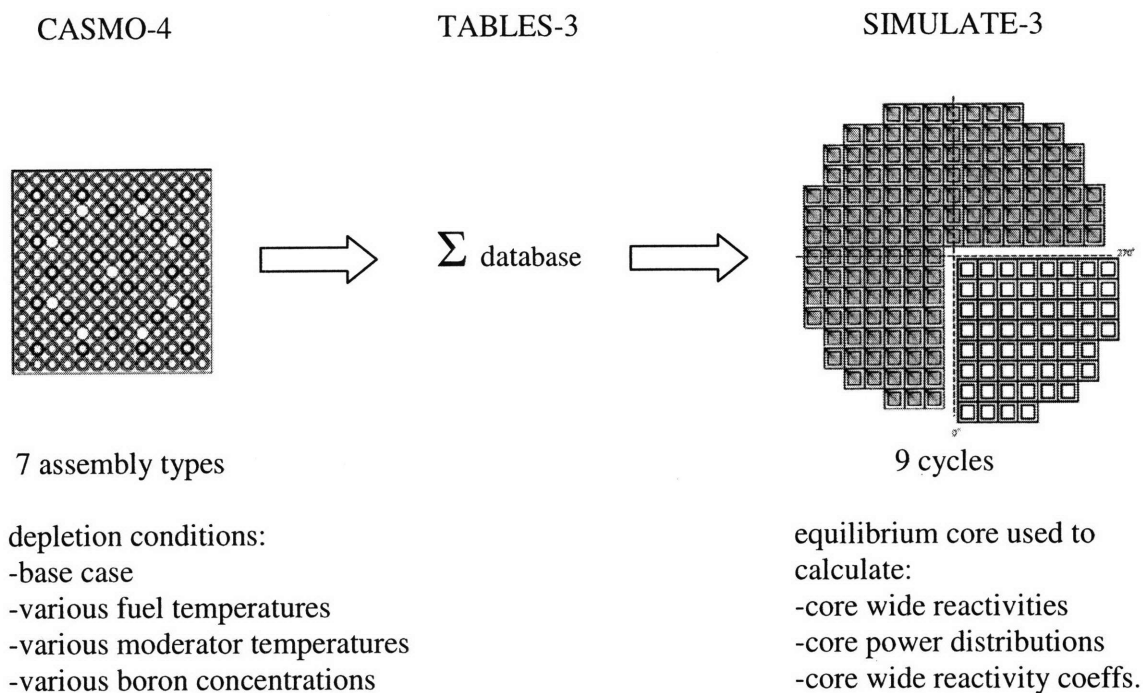 CASMO-4
TABLES-3
SIMULATE-3
270°
Σ database
0°
7 assembly types
9 cycles
depletion conditions:
-base case
-various fuel temperatures
-various moderator temperatures
-various boron concentrations
equilibrium core used to
calculate:
-core wide reactivities
-core power distributions
-core wide reactivity coeffs.